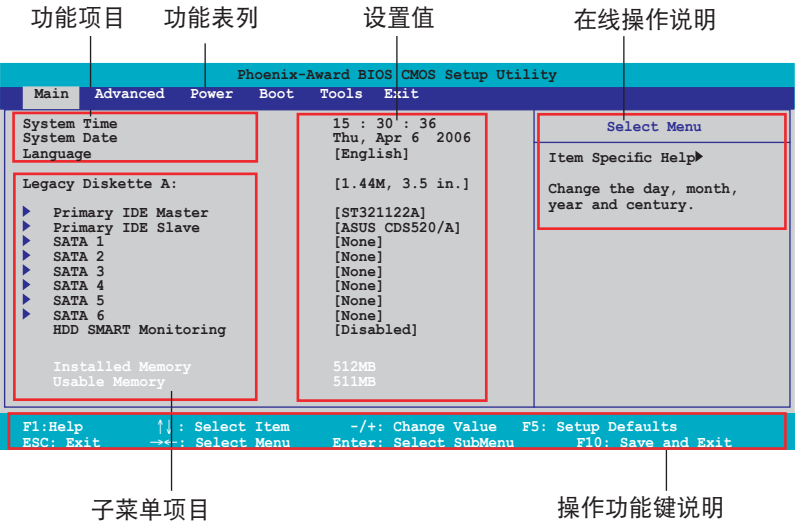 功能项目 功能表列 设置值 在线操作说明
Phoenix-Award BIOS CMOS Setup Utility
Main Advanced Power Boot Tools Exit
System Time 15 : 30 : 36
System Date Thu, Apr 6 2006
Language [English]
Select Menu
Item Specific Help
Change the day, month,
year and century.
Legacy Diskette A: [1.44M, 3.5 in.]
Primary IDE Master [ST321122A]
Primary IDE Slave [ASUS CDS520/A]
SATA 1 [None]
SATA 2 [None]
SATA 3 [None]
SATA 4 [None]
SATA 5 [None]
SATA 6 [None]
HDD SMART Monitoring [Disabled]
Installed Memory 512MB
Usable Memory 511MB
F1:Help ↑↓: Select Item -/+: Change Value F5: Setup Defaults
ESC: Exit →←: Select Menu Enter: Select SubMenu F10: Save and Exit
子菜单项目 操作功能键说明